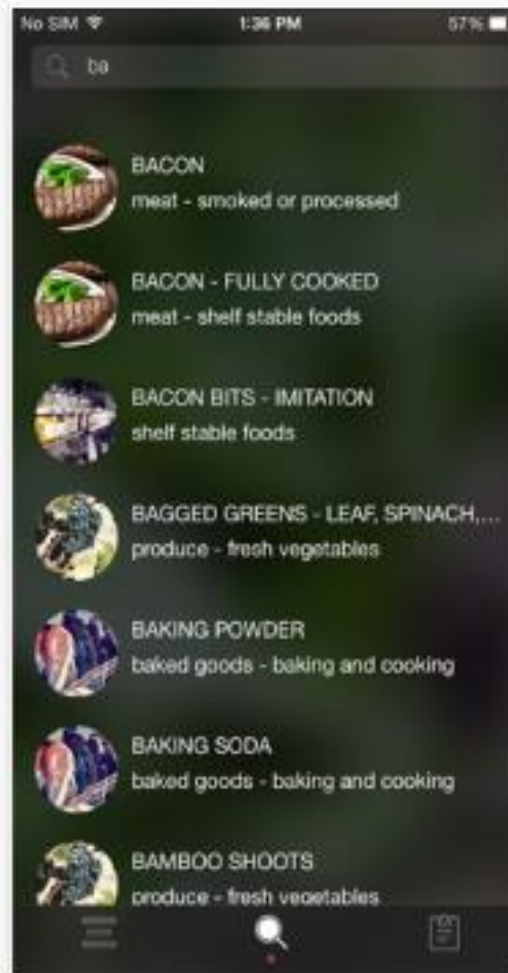 No SIM 1:36 PM 57%
ba
BACON
meat - smoked or processed
BACON - FULLY COOKED
meat - shelf stable foods
BACON BITS - IMITATION
shelf stable foods
BAGGED GREENS - LEAF, SPINACH,...
produce - fresh vegetables
BAKING POWDER
baked goods - baking and cooking
BAKING SODA
baked goods - baking and cooking
BAMBOO SHOOTS
produce - fresh vegetables